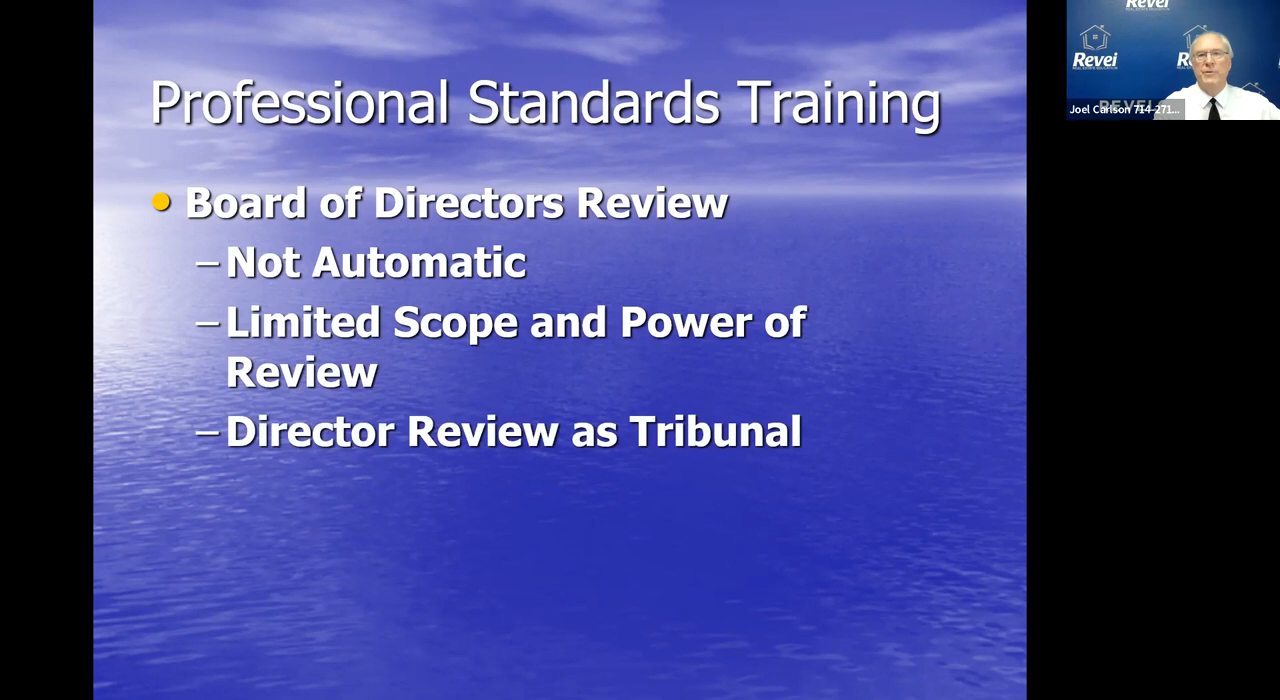 Professional Standards Training
• Board of Directors Review
– Not Automatic
– Limited Scope and Power of
Review
– Director Review as Tribunal
Revei
Revei
Joel Carlson 714-271...